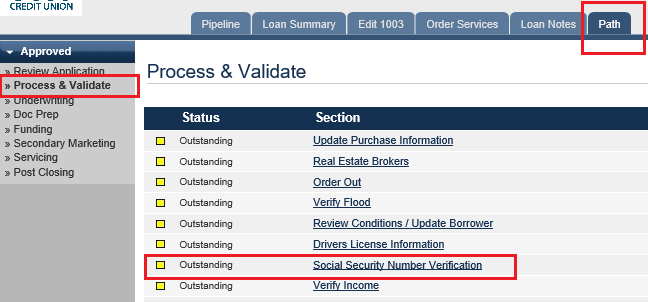 CREDIT UNION
Pipeline Loan Summary Edit 1003 Order Services Loan Notes Path
Approved
» Review Application
» Process & Validate
» Underwriting
» Doc Prep
» Funding
» Secondary Marketing
» Servicing
» Post Closing
Process & Validate
Status Section
Outstanding Update Purchase Information
Outstanding Real Estate Brokers
Outstanding Order Out
Outstanding Verify Flood
Outstanding Review Conditions / Update Borrower
Outstanding Drivers License Information
Outstanding Social Security Number Verification
Outstanding Verify Income